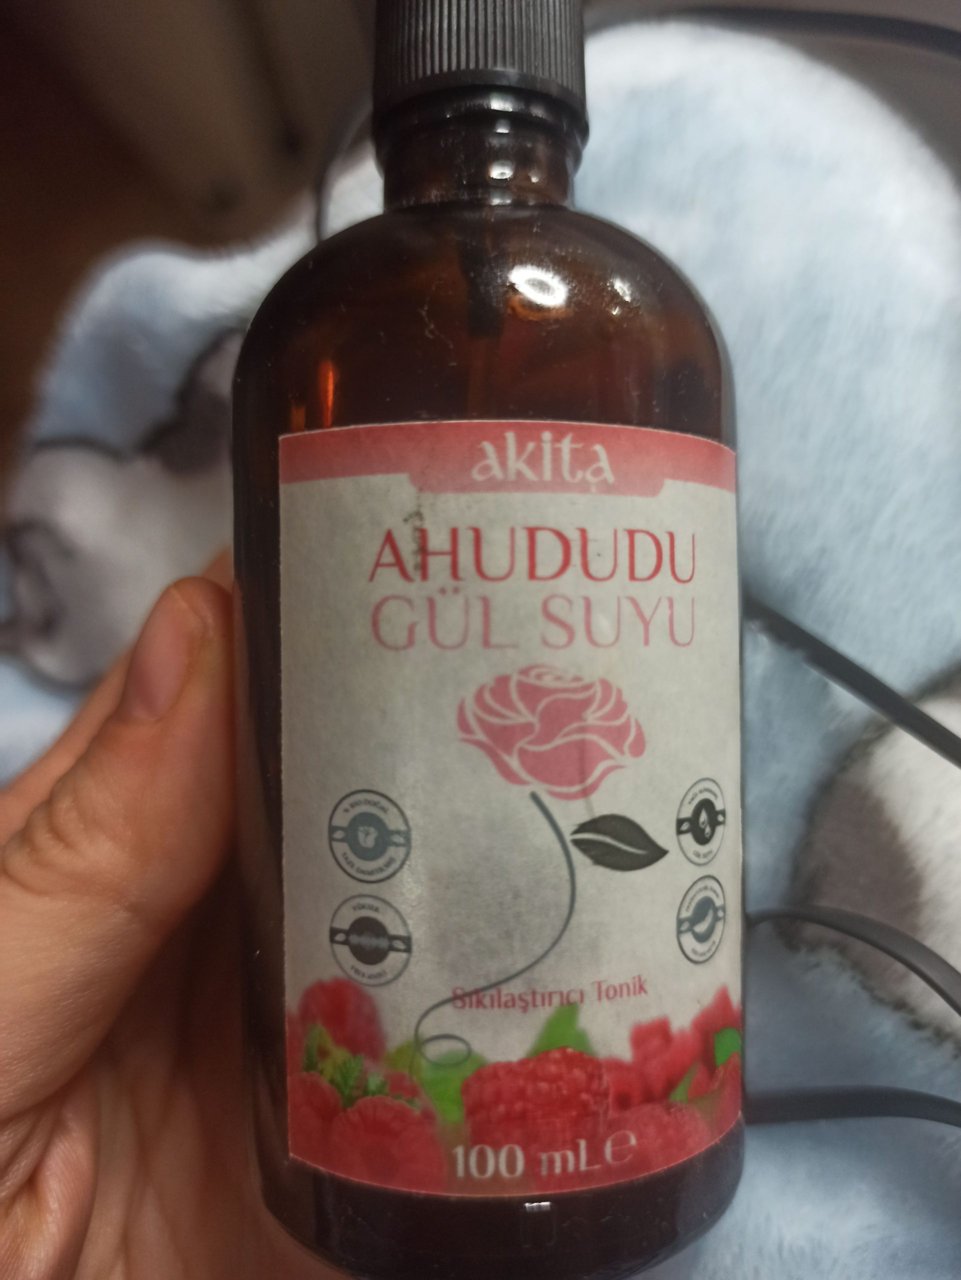 akita
AHUDUDU
GÜL SUYU
Sıkılaştırıcı Tonik
100 mL ℮